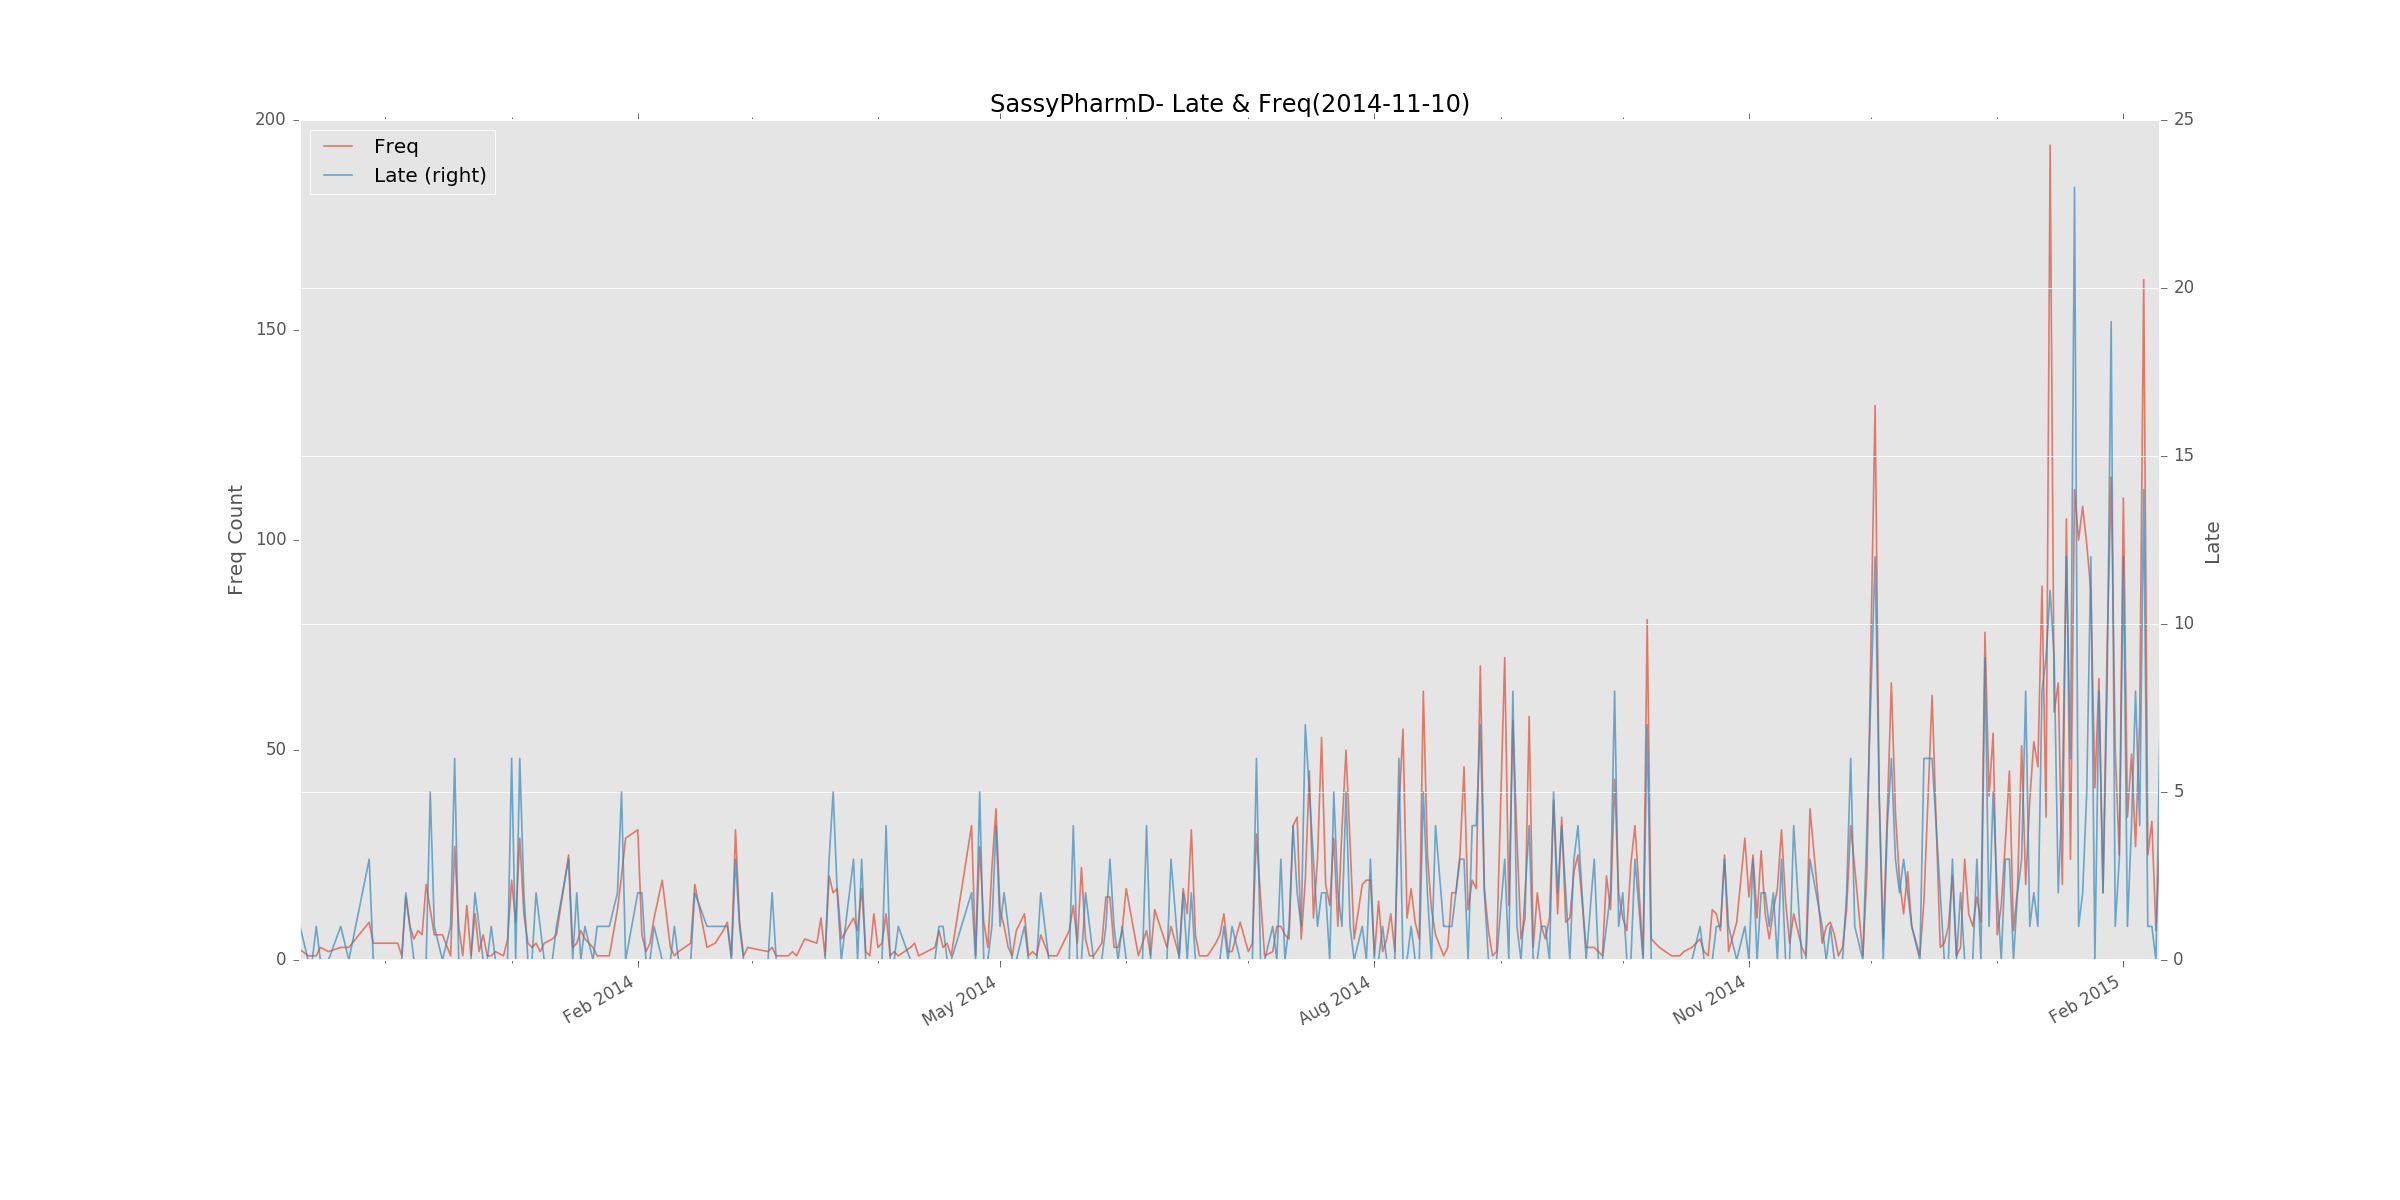 SassyPharmD- Late & Freq(2014-11-10)
Freq
Late (right)
200
150
100
50
0
Freq Count
25
20
15
10
5
0
Late
Feb 2014
May 2014
Aug 2014
Nov 2014
Feb 2015